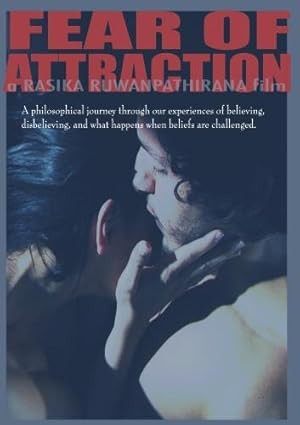 FEAR OF
ATTRACTION
a RASIKA RUWANPATHIRANA film
A philosophical journey through our experiences of believing,
disbelieving, and what happens when beliefs are challenged.